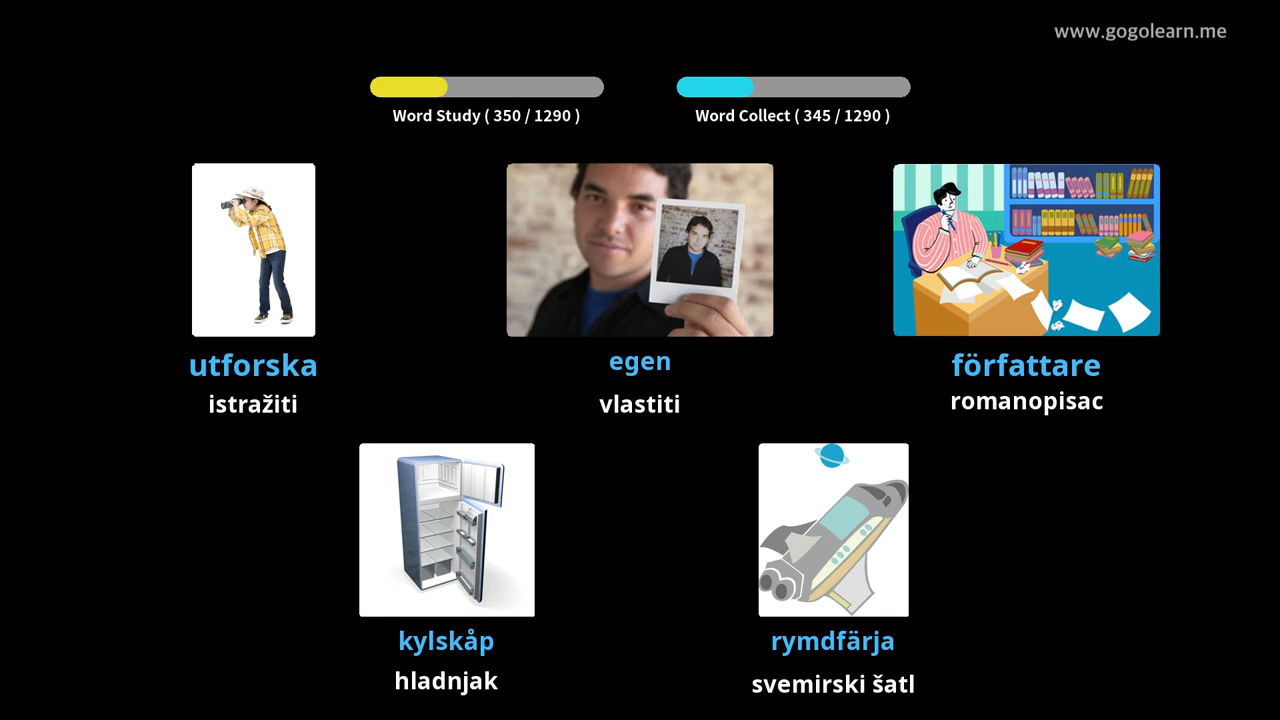 www.gogolearn.me
Word Study ( 350 / 1290 )
Word Collect ( 345 / 1290 )
utforska
istražiti
egen
vlastiti
författare
romanopisac
kylskåp
hladnjak
rymdfärja
svemirski šatl